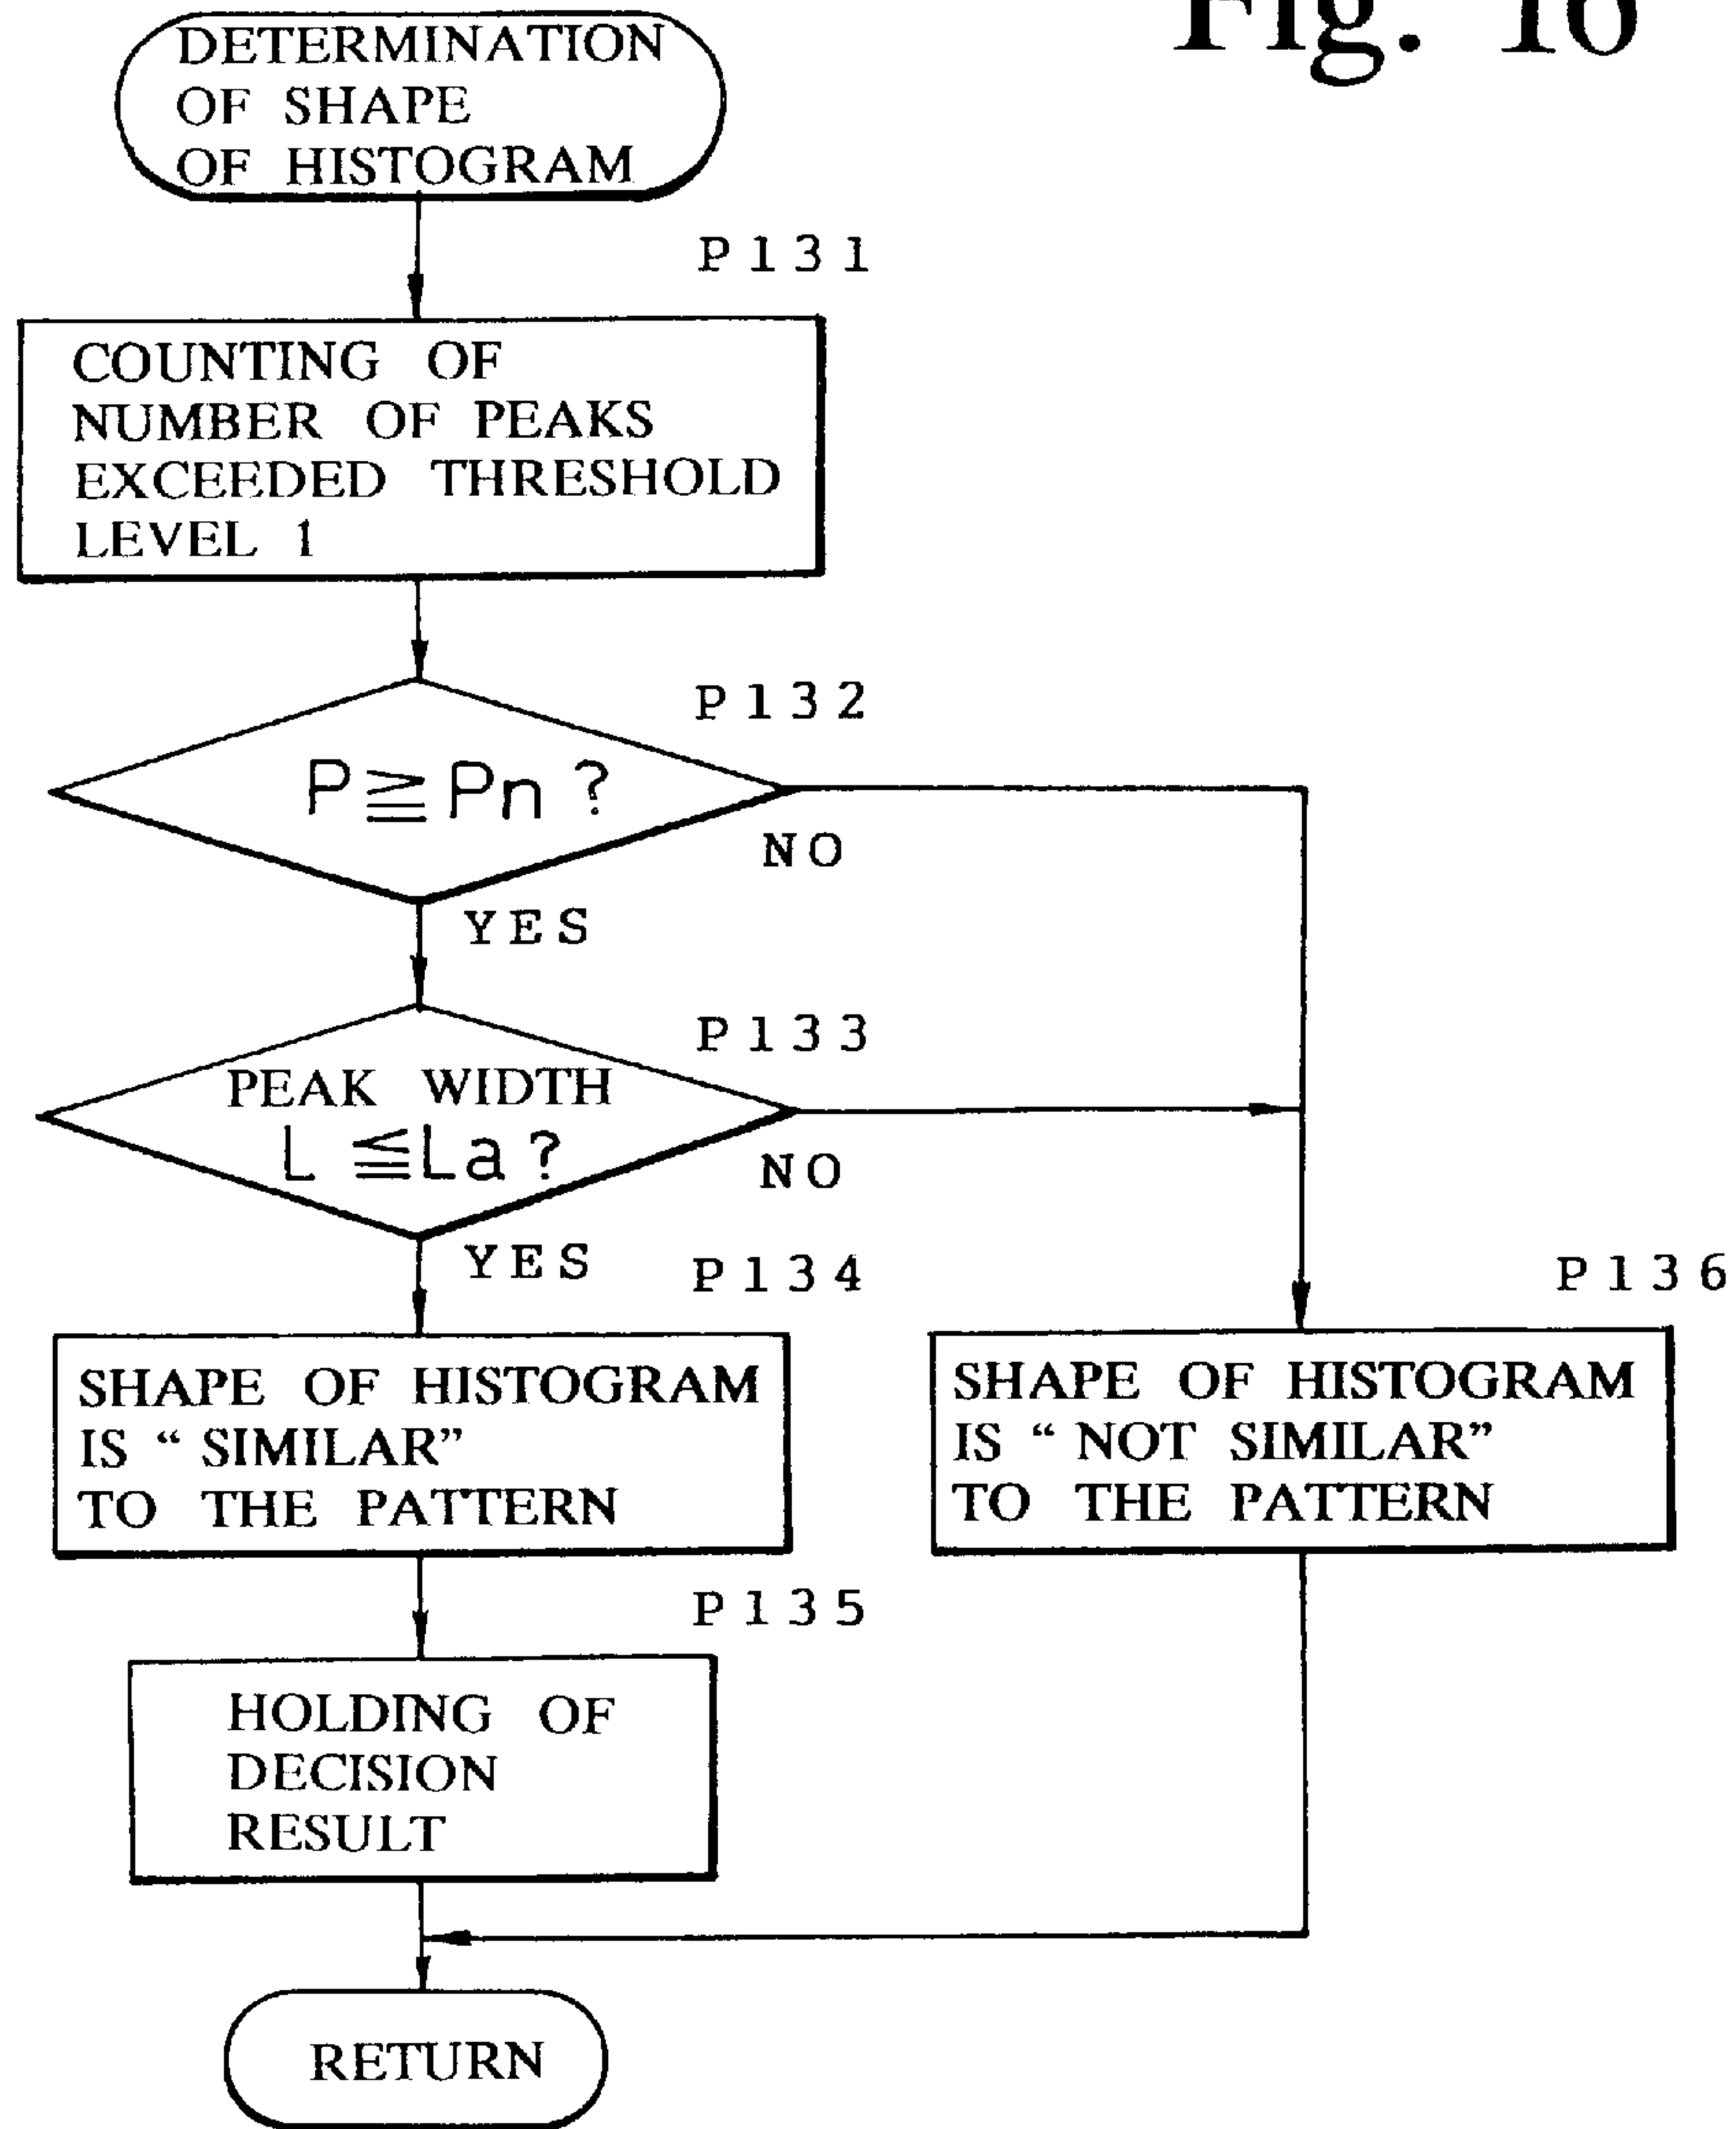 Fig.
DETERMINATION
OF SHAPE
OF HISTOGRAM
P131
COUNTING OF
NUMBER OF PEAKS
EXCEEDED THRESHOLD
LEVEL 1
P132
P≧Pn ?
NO
YES
P133
PEAK WIDTH
L ≦La ?
NO
YES
P134
P136
SHAPE OF HISTOGRAM
IS “ SIMILAR”
TO THE PATTERN
SHAPE OF HISTOGRAM
IS “ NOT SIMILAR”
TO THE PATTERN
P135
HOLDING OF
DECISION
RESULT
RETURN